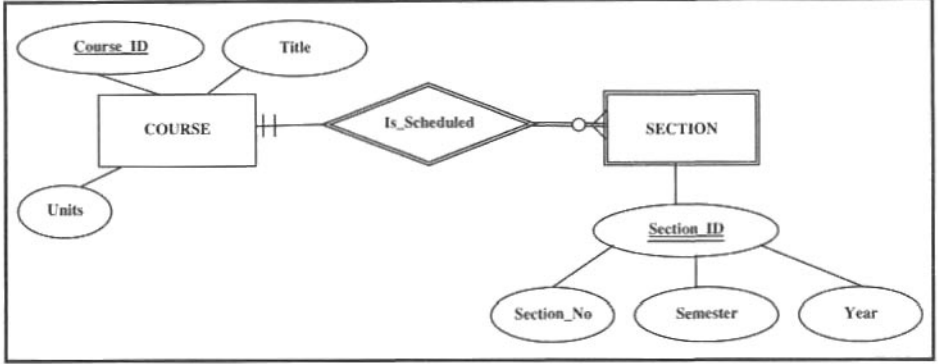 Course_ID
Title
COURSE
Is_Scheduled
SECTION
Units
Section_ID
Section_No
Semester
Year